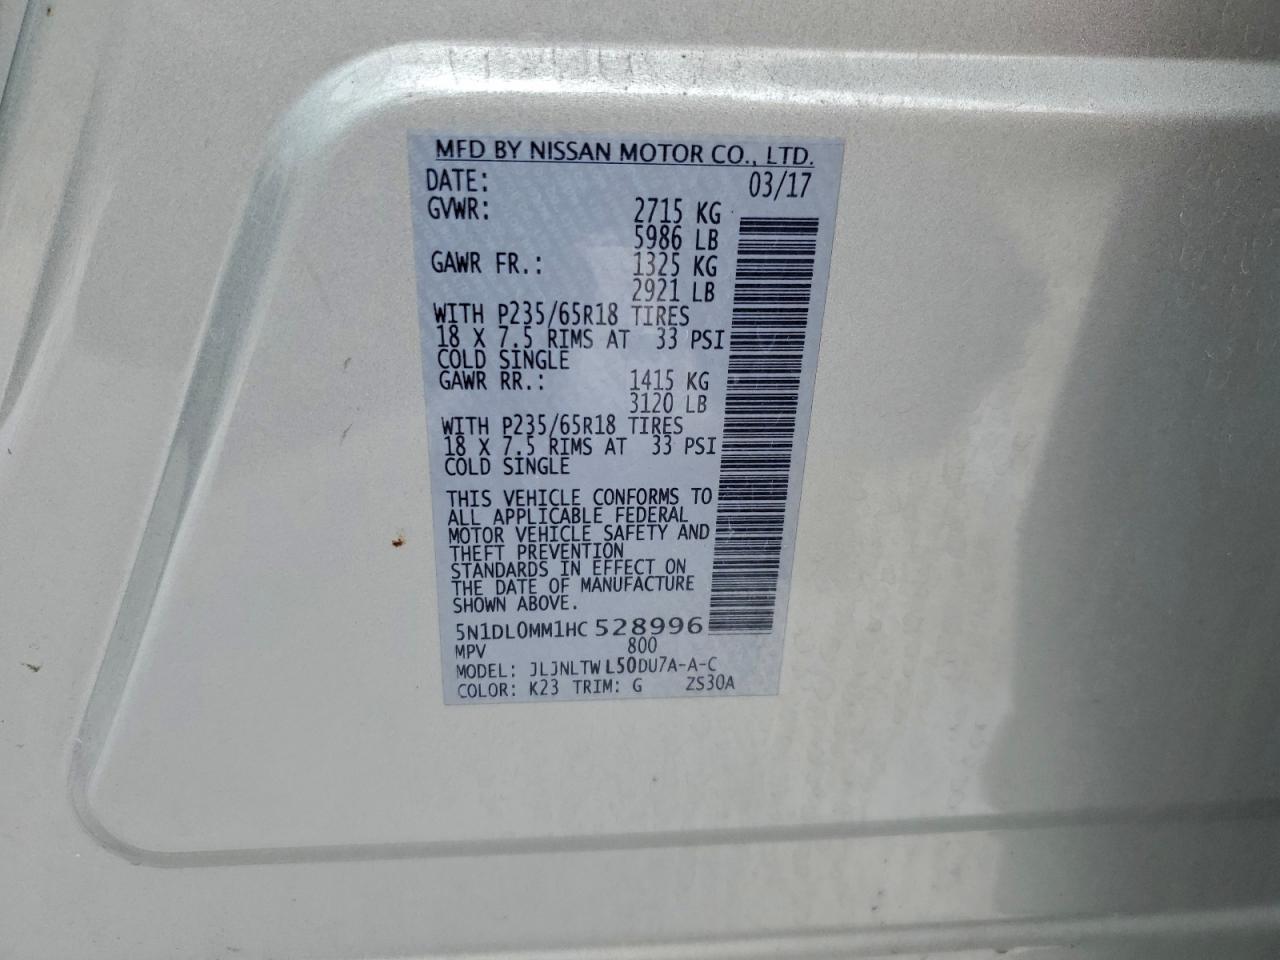 MFD BY NISSAN MOTOR CO., LTD.
DATE: 03/17
GVWR: 2715 KG
5986 LB
GAWR FR.: 1325 KG
2921 LB
WITH P235/65R18 TIRES
18 X 7.5 RIMS AT 33 PSI
COLD SINGLE
GAWR RR.: 1415 KG
3120 LB
WITH P235/65R18 TIRES
18 X 7.5 RIMS AT 33 PSI
COLD SINGLE
THIS VEHICLE CONFORMS TO
ALL APPLICABLE FEDERAL
MOTOR VEHICLE SAFETY AND
THEFT PREVENTION
STANDARDS IN EFFECT ON
THE DATE OF MANUFACTURE
SHOWN ABOVE.
5N1DL0MM1HC528996
MPV 800
MODEL: JLJNLTWL50DU7A-A-C
COLOR: K23 TRIM: G ZS30A